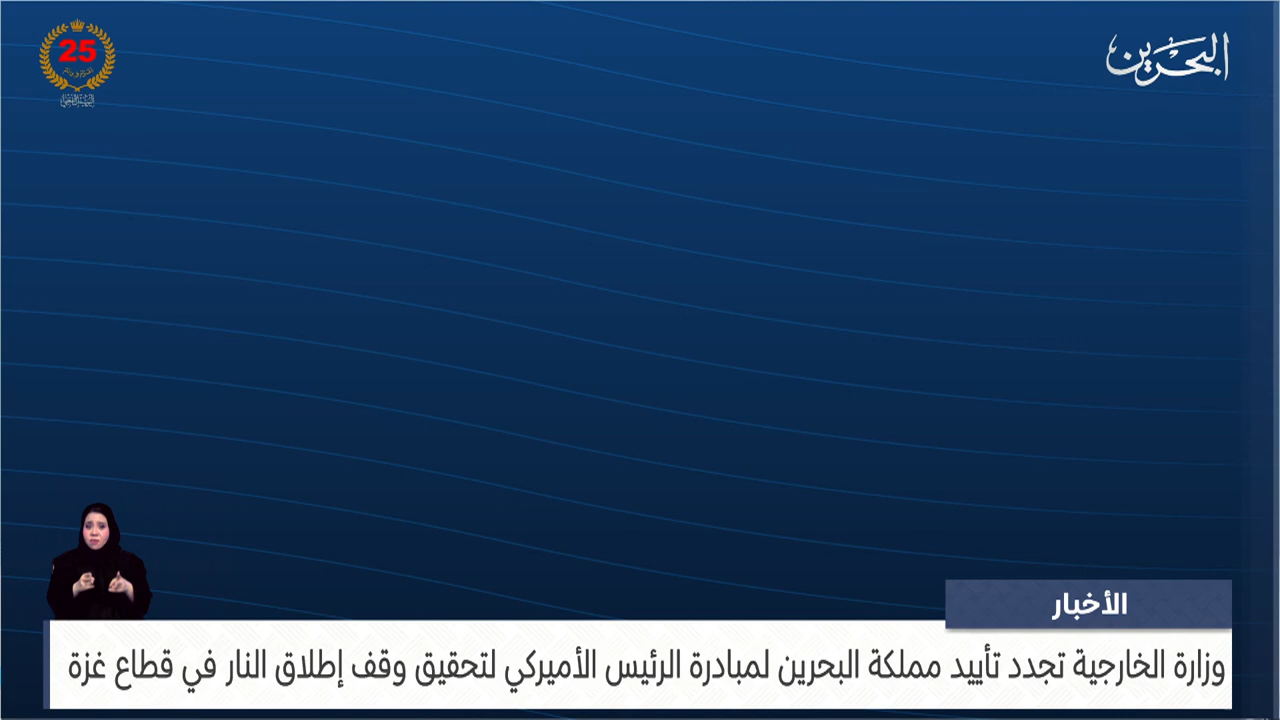 البحرين
25
الأخبار
وزارة الخارجية تجدد تأييد مملكة البحرين لمبادرة الرئيس الأميركي لتحقيق وقف إطلاق النار في قطاع غزة